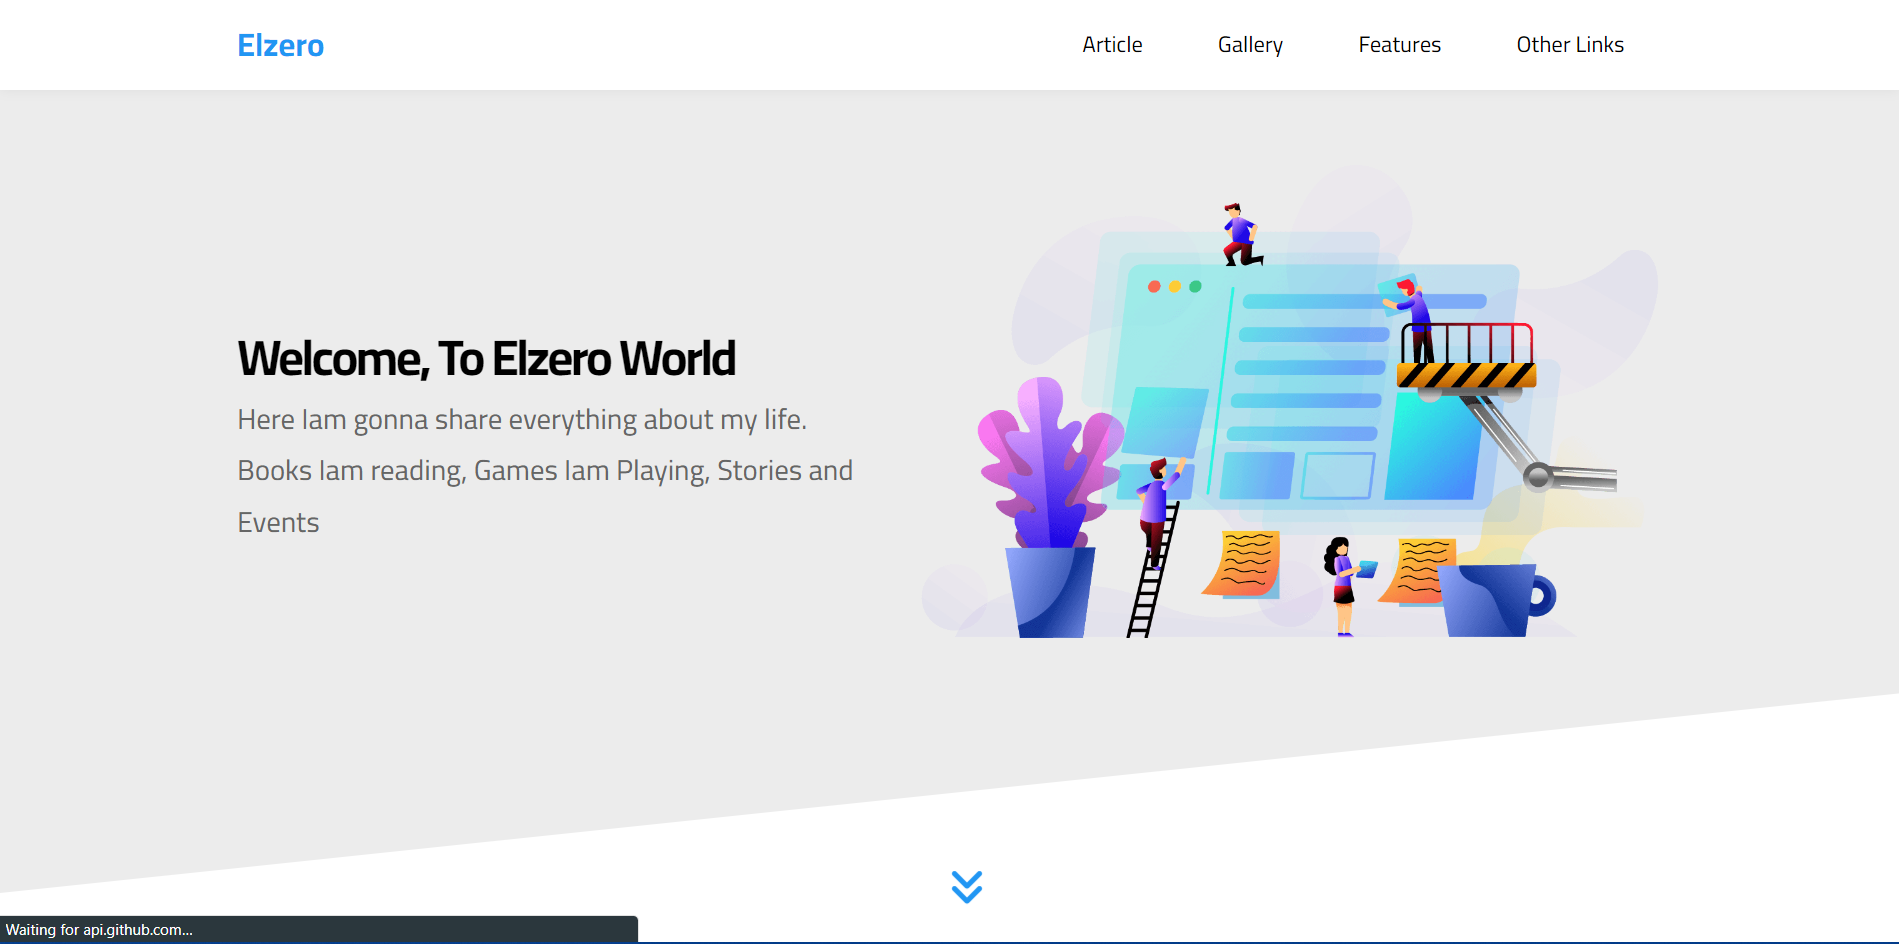 Elzero
Article
Gallery
Features
Other Links
Welcome, To Elzero World
Here Iam gonna share everything about my life.
Books Iam reading, Games Iam Playing, Stories and
Events
Waiting for api.github.com...